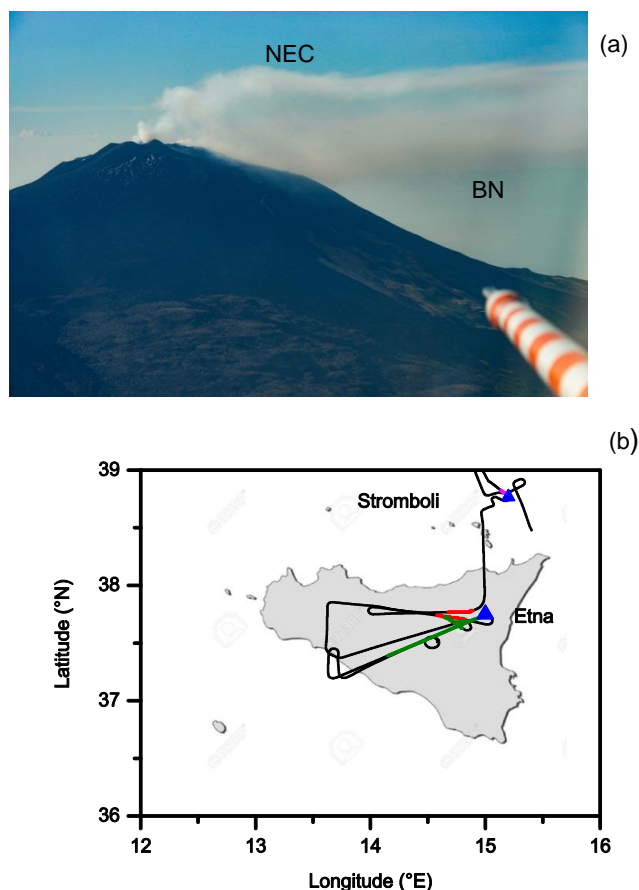 (a)
NEC
BN
(b)
39
38
37
36
Latitude (°N)
Stromboli
Etna
12
13
14
15
16
Longitude (°E)